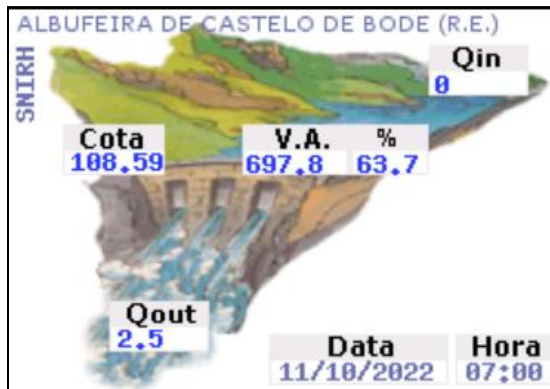 ALBUFEIRA DE CASTELO DE BODE (R.E.)
SNIRH
Qin
0
Cota
108.59
V.A. %
697.8 63.7
Qout
2.5
Data Hora
11/10/2022 07:00